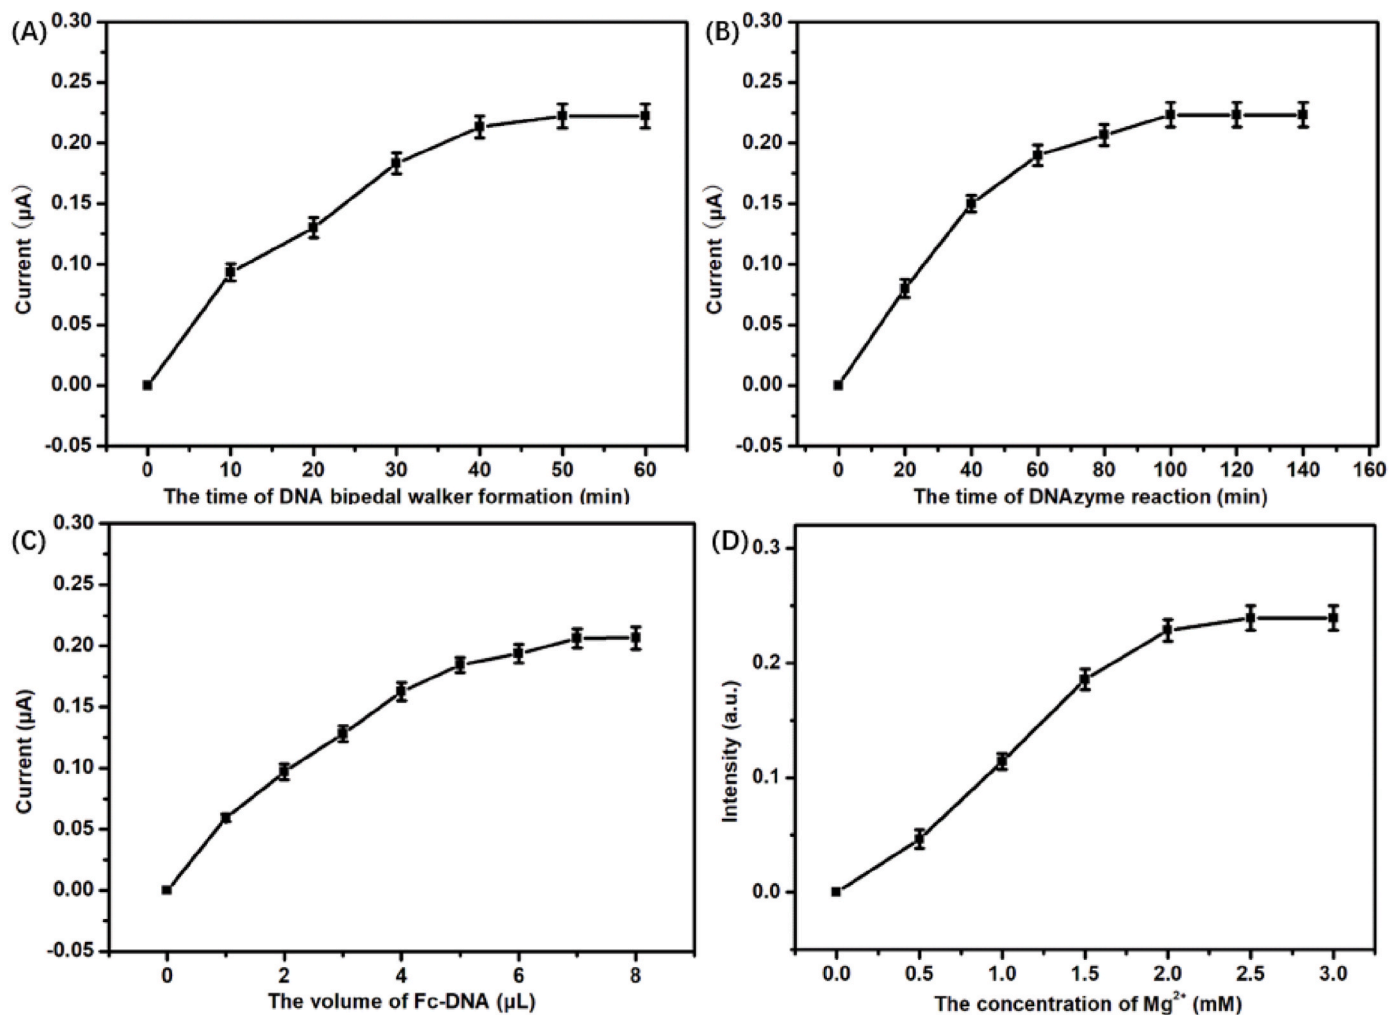 (A)
0.30
0.25
0.20
0.15
0.10
0.05
0.00
-0.05
Current (μA)
0 10 20 30 40 50 60
The time of DNA bipedal walker formation (min)
(B)
0.30
0.25
0.20
0.15
0.10
0.05
0.00
-0.05
Current (μA)
0 20 40 60 80 100 120 140 160
The time of DNAzyme reaction (min)
(C)
0.30
0.25
0.20
0.15
0.10
0.05
0.00
-0.05
Current (μA)
0 2 4 6 8
The volume of Fc-DNA (μL)
(D)
0.3
0.2
0.1
0.0
Intensity (a.u.)
0.0 0.5 1.0 1.5 2.0 2.5 3.0
The concentration of Mg²⁺ (mM)